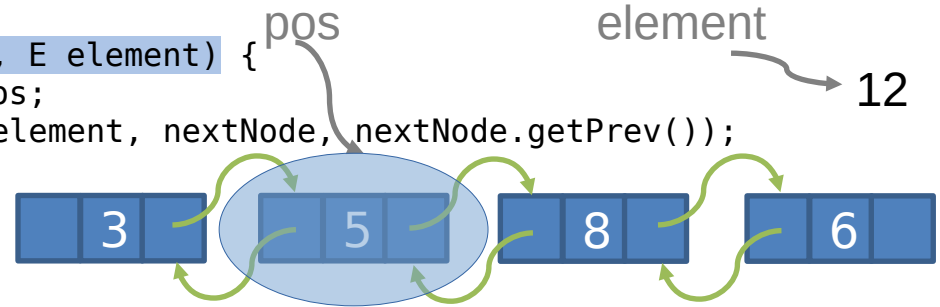 pos element
, E element) {
os;
12
element, nextNode, nextNode.getPrev());
3 5 8 6